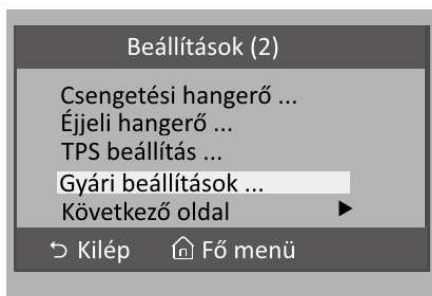 Beállítások (2)
Csengetési hangerő ...
Éjjeli hangerő ...
TPS beállítás ...
Gyári beállítások ...
Következő oldal
Kilép Fő menü